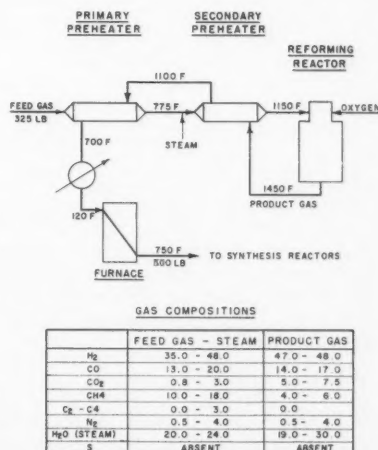 PRIMARY PREHEATER
SECONDARY PREHEATER
REFORMING REACTOR
1100 F
FEED GAS
325 LB
775 F
1150 F
OXYGEN
STEAM
700 F
1450 F
PRODUCT GAS
120 F
750 F
300 LB
TO SYNTHESIS REACTORS
FURNACE
GAS COMPOSITIONS
FEED GAS - STEAM PRODUCT GAS
H2 35.0 - 48.0 47.0 - 48.0
CO 13.0 - 20.0 14.0 - 17.0
CO2 0.8 - 3.0 5.0 - 7.5
CH4 10.0 - 18.0 4.0 - 6.0
C2 - C4 0.0 - 3.0 0.0
N2 0.5 - 4.0 0.5 - 4.0
H2O (STEAM) 20.0 - 24.0 19.0 - 30.0
S ABSENT ABSENT